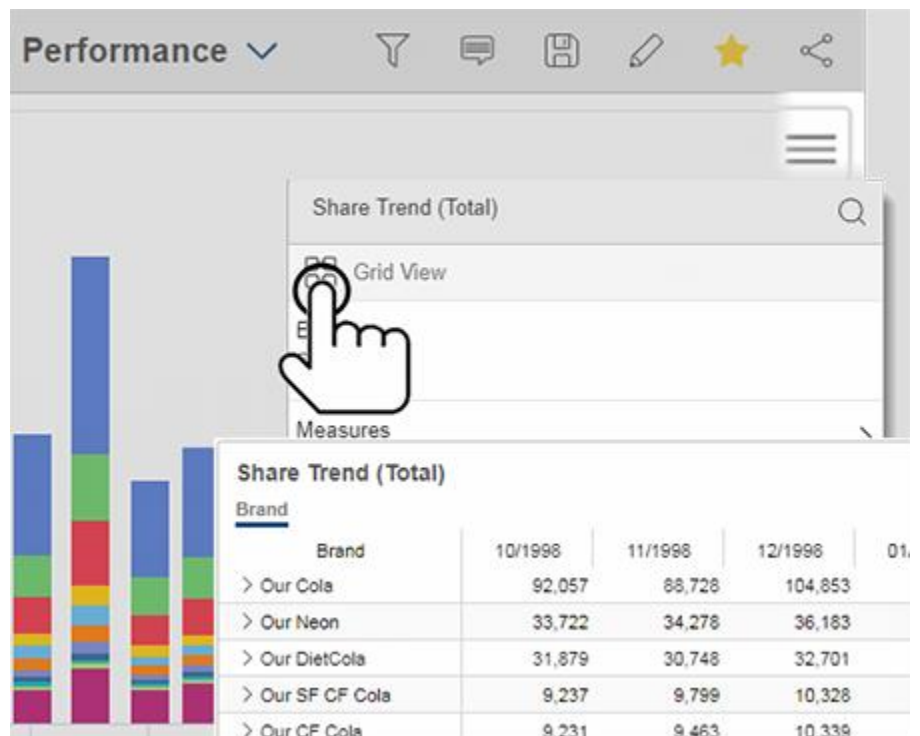 Performance
Share Trend (Total)
Grid View
Measures
Share Trend (Total)
Brand
Brand 10/1998 11/1998 12/1998 01/
Our Cola 92,057 88,728 104,853
Our Neon 33,722 34,278 36,183
Our DietCola 31,879 30,748 32,701
Our SF CF Cola 9,237 9,799 10,328
Our CF Cola 9,231 9,463 10,339